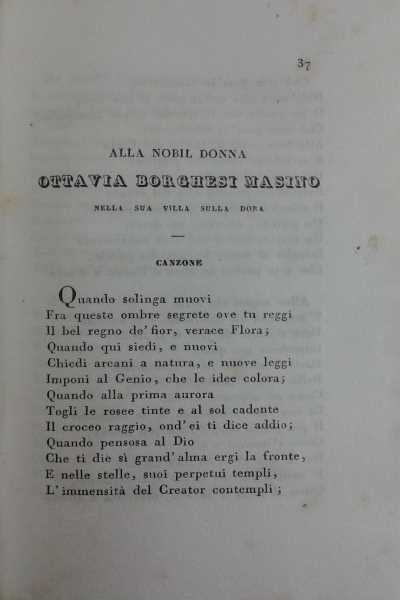 37
ALLA NOBIL DONNA
OTTAVIA BORGHESI MASINO
NELLA SUA VILLA SULLA DORA
CANZONE
Quando solinga muovi
Fra queste ombre segrete ove tu reggi
Il bel regno de' fior, verace Flora;
Quando qui siedi, e nuovi
Chiedi arcani a natura, e nuove leggi
Imponi al Genio, che le idee colora;
Quando alla prima aurora
Togli le rosee tinte e al sol cadente
Il croceo raggio, ond' ei ti dice addio;
Quando pensosa al Dio
Che ti diè sì grand' alma ergi la fronte,
E nelle stelle, suoi perpetui templi,
L'immensità del Creator contempli;